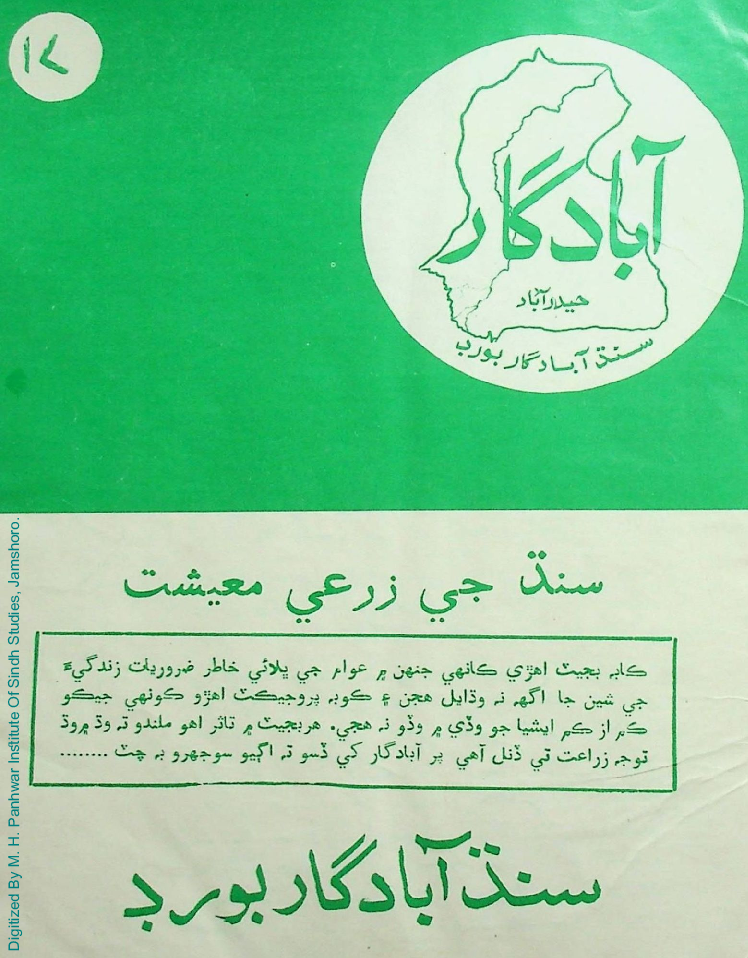 ۱۷
آبادگار
حيدرآباد
سنڌ آبادگار بورڊ
سنڌ جي زرعي معيشت
ڪابہ بجيٽ اهڙي ڪانهي جنهن ۾ عوام جي ڀلائي خاطر ضروريات زندگيءَ
جي شين جا اگهہ نہ وڌايل هجن ۽ ڪوبہ پروجيڪٽ اهڙو ڪونهي جيڪو
ڪم از ڪم ايشيا جو وڏي ۾ وڏو نہ هجي. هر بجيٽ ۾ تاثر اهو ملندو تہ وڌ ۾ وڌ
توجہ زراعت تي ڏنل آهي پر آبادگار کي ڏسو تہ اڳيو سوجهرو بہ چٽ ........
سنڌ آبادگار بورڊ
Digitized By M. H. Panhwar Institute Of Sindh Studies, Jamshoro.